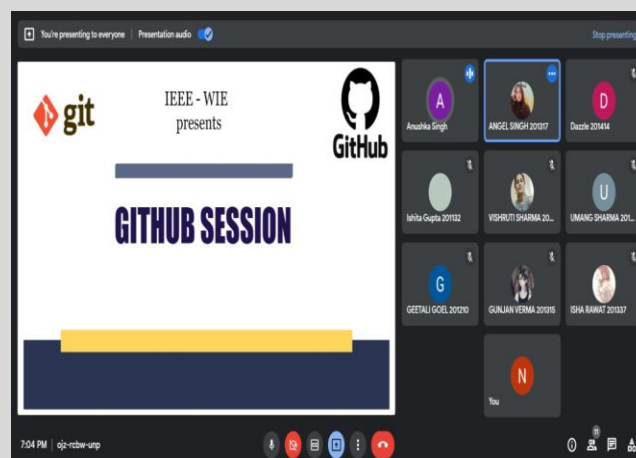 You're presenting to everyone
Presentation audio
Stop presenting
git
IEEE - WIE
presents
GitHub
GITHUB SESSION
A
Anushka Singh
ANGEL SINGH 201317
D
Dazzle 201414
Ishita Gupta 201132
VISHRUTI SHARMA 20...
U
UMANG SHARMA 201...
G
GEETALI GOEL 201210
GUNJAN VERMA 201315
ISHA RAWAT 201337
N
You
7:04 PM
ojz-rcbw-unp
11